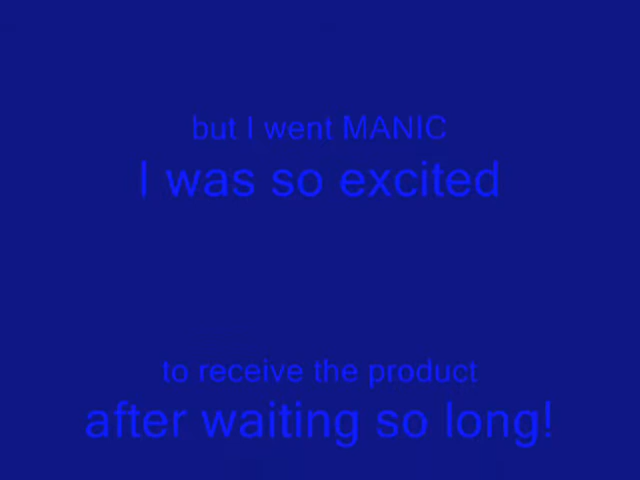 but I went MANIC
I was so excited
to receive the product
after waiting so long!